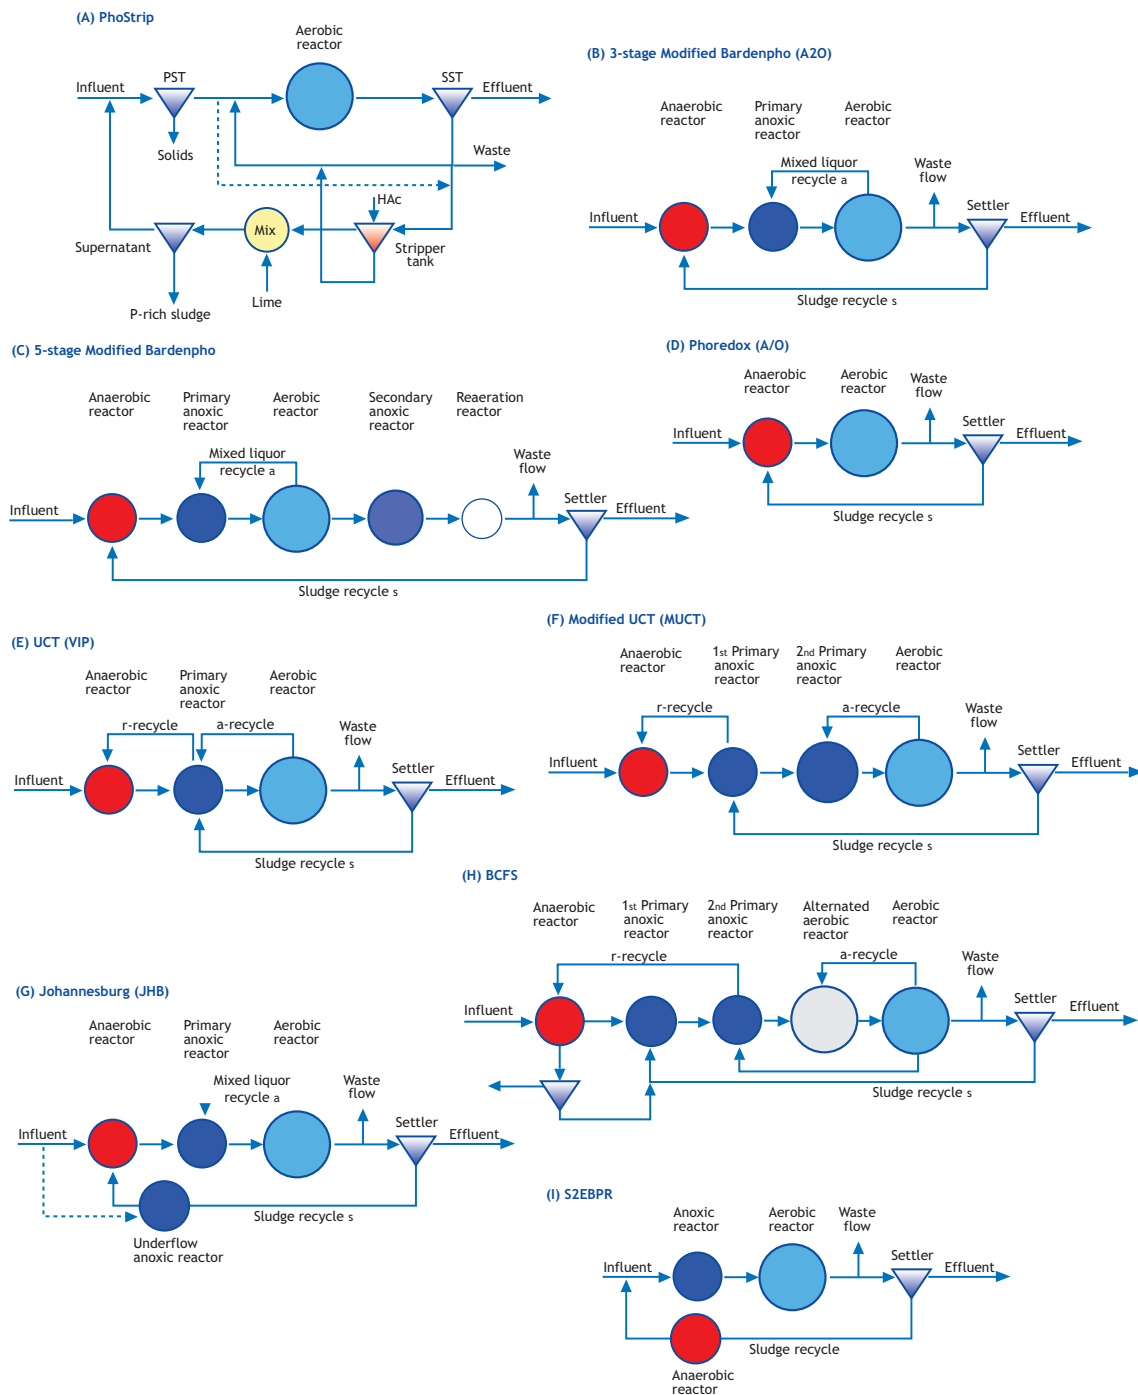 (A) PhoStrip
Aerobic
reactor
Influent
PST
SST
Effluent
Solids
Waste
HAc
Mix
Supernatant
Stripper
tank
Lime
P-rich sludge
(B) 3-stage Modified Bardenpho (A2O)
Anaerobic
reactor
Primary
anoxic
reactor
Aerobic
reactor
Mixed liquor
recycle a
Waste
flow
Settler
Influent
Effluent
Sludge recycle s
(C) 5-stage Modified Bardenpho
Anaerobic
reactor
Primary
anoxic
reactor
Aerobic
reactor
Secondary
anoxic
reactor
Reaeration
reactor
Mixed liquor
recycle a
Waste
flow
Settler
Influent
Effluent
Sludge recycle s
(D) Phoredox (A/O)
Anaerobic
reactor
Aerobic
reactor
Waste
flow
Settler
Influent
Effluent
Sludge recycle s
(E) UCT (VIP)
Anaerobic
reactor
Primary
anoxic
reactor
Aerobic
reactor
r-recycle
a-recycle
Waste
flow
Settler
Influent
Effluent
Sludge recycle s
(F) Modified UCT (MUCT)
Anaerobic
reactor
1st Primary
anoxic
reactor
2nd Primary
anoxic
reactor
Aerobic
reactor
r-recycle
a-recycle
Waste
flow
Settler
Influent
Effluent
Sludge recycle s
(G) Johannesburg (JHB)
Anaerobic
reactor
Primary
anoxic
reactor
Aerobic
reactor
Mixed liquor
recycle a
Waste
flow
Settler
Influent
Effluent
Sludge recycle s
Underflow
anoxic reactor
(H) BCFS
Anaerobic
reactor
1st Primary
anoxic
reactor
2nd Primary
anoxic
reactor
Alternated
aerobic
reactor
Aerobic
reactor
r-recycle
a-recycle
Waste
flow
Settler
Influent
Effluent
Sludge recycle s
(I) S2EBPR
Anoxic
reactor
Aerobic
reactor
Waste
flow
Settler
Influent
Effluent
Sludge recycle
Anaerobic
reactor